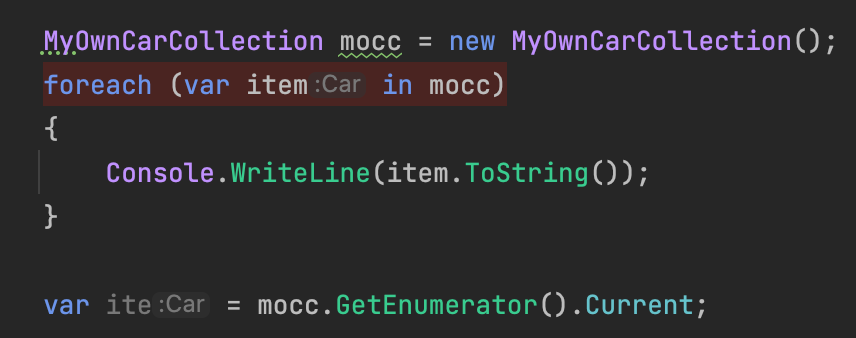 MyOwnCarCollection mocc = new MyOwnCarCollection();
foreach (var item :Car in mocc)
{
    Console.WriteLine(item.ToString());
}
var ite :Car = mocc.GetEnumerator().Current;